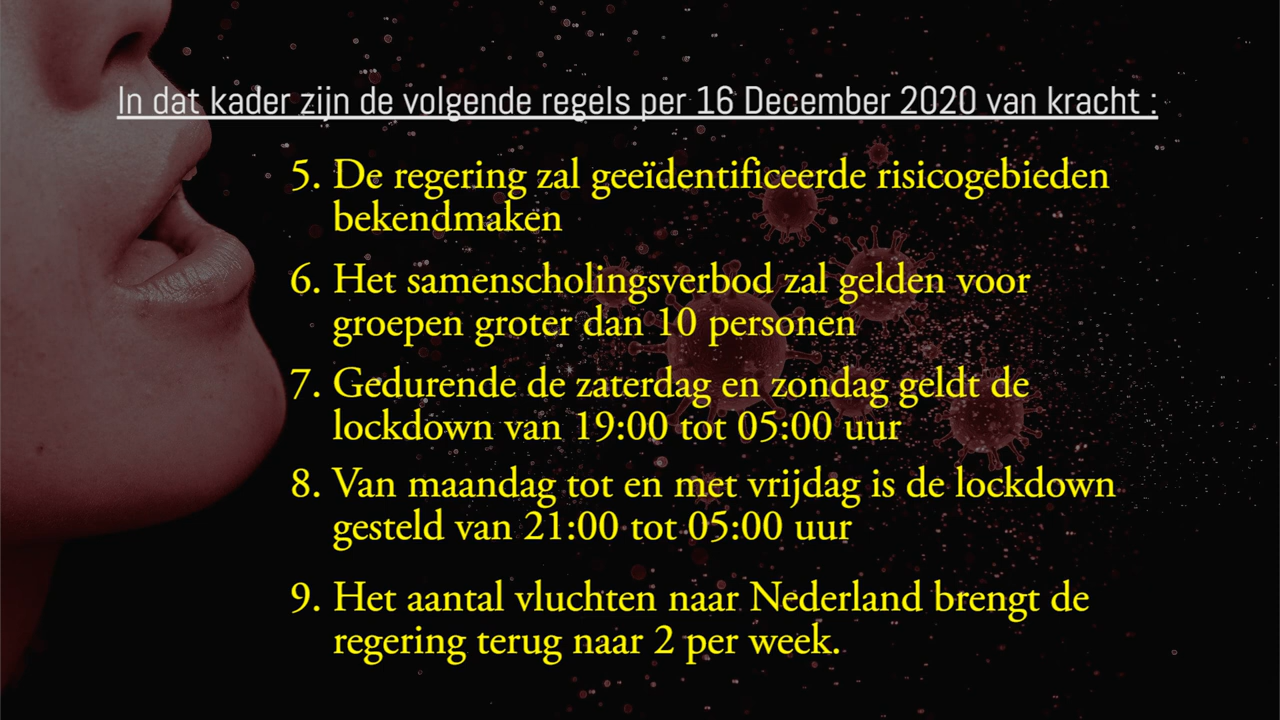 In dat kader zijn de volgende regels per 16 December 2020 van kracht :
5. De regering zal geeïdentificeerde risicogebieden
bekendmaken
6. Het samenscholingsverbod zal gelden voor
groepen groter dan 10 personen
7. Gedurende de zaterdag en zondag geldt de
lockdown van 19:00 tot 05:00 uur
8. Van maandag tot en met vrijdag is de lockdown
gesteld van 21:00 tot 05:00 uur
9. Het aantal vluchten naar Nederland brengt de
regering terug naar 2 per week.